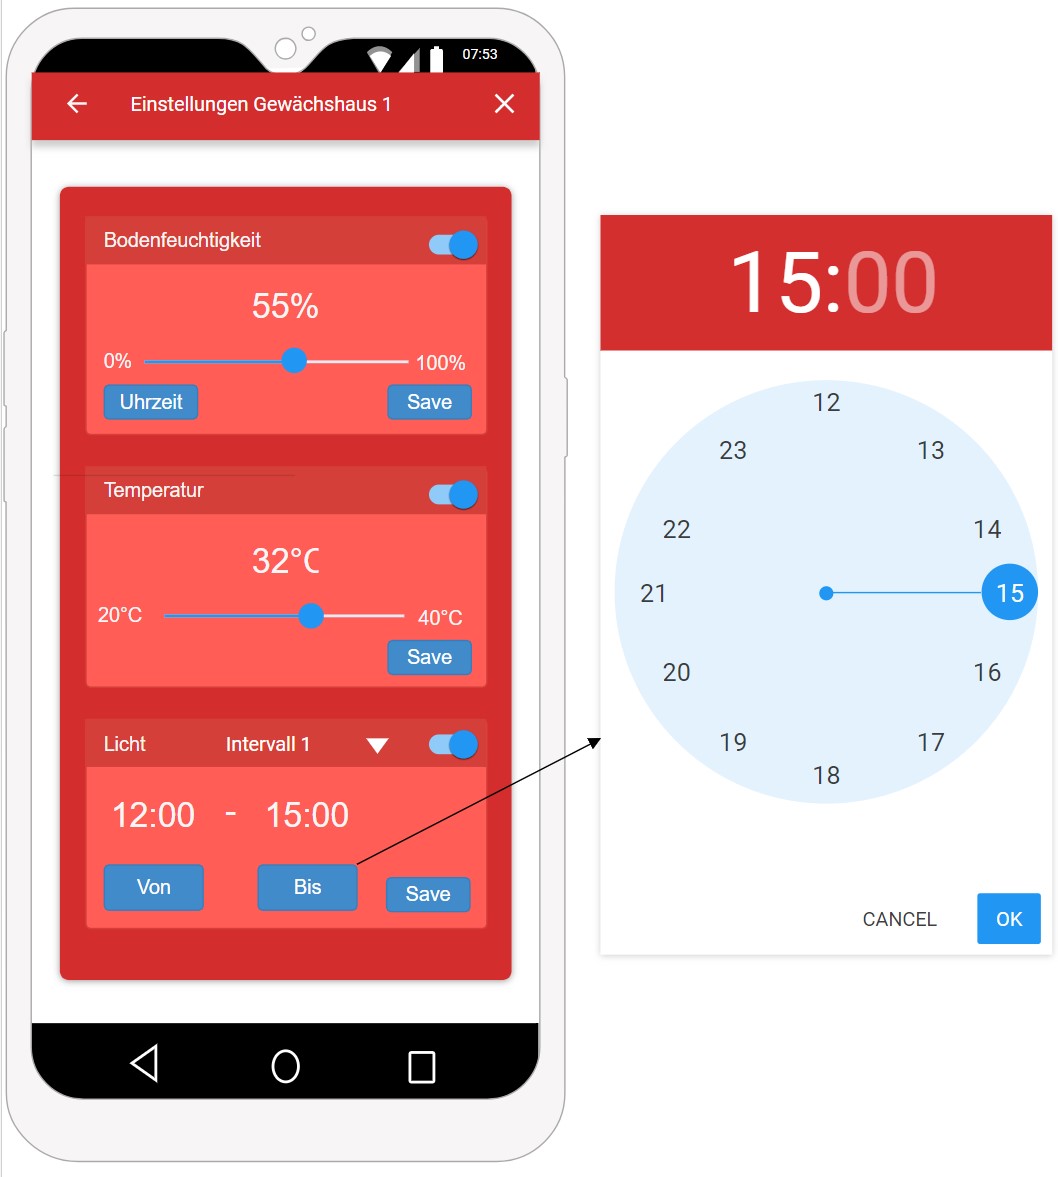 07:53
Einstellungen Gewächshaus 1
Bodenfeuchtigkeit
55%
0%
100%
Uhrzeit
Save
Temperatur
32°C
20°C
40°C
Save
Licht
Intervall 1
12:00
-
15:00
Von
Bis
Save
15:00
12
13
14
15
16
17
18
19
20
21
22
23
CANCEL
OK